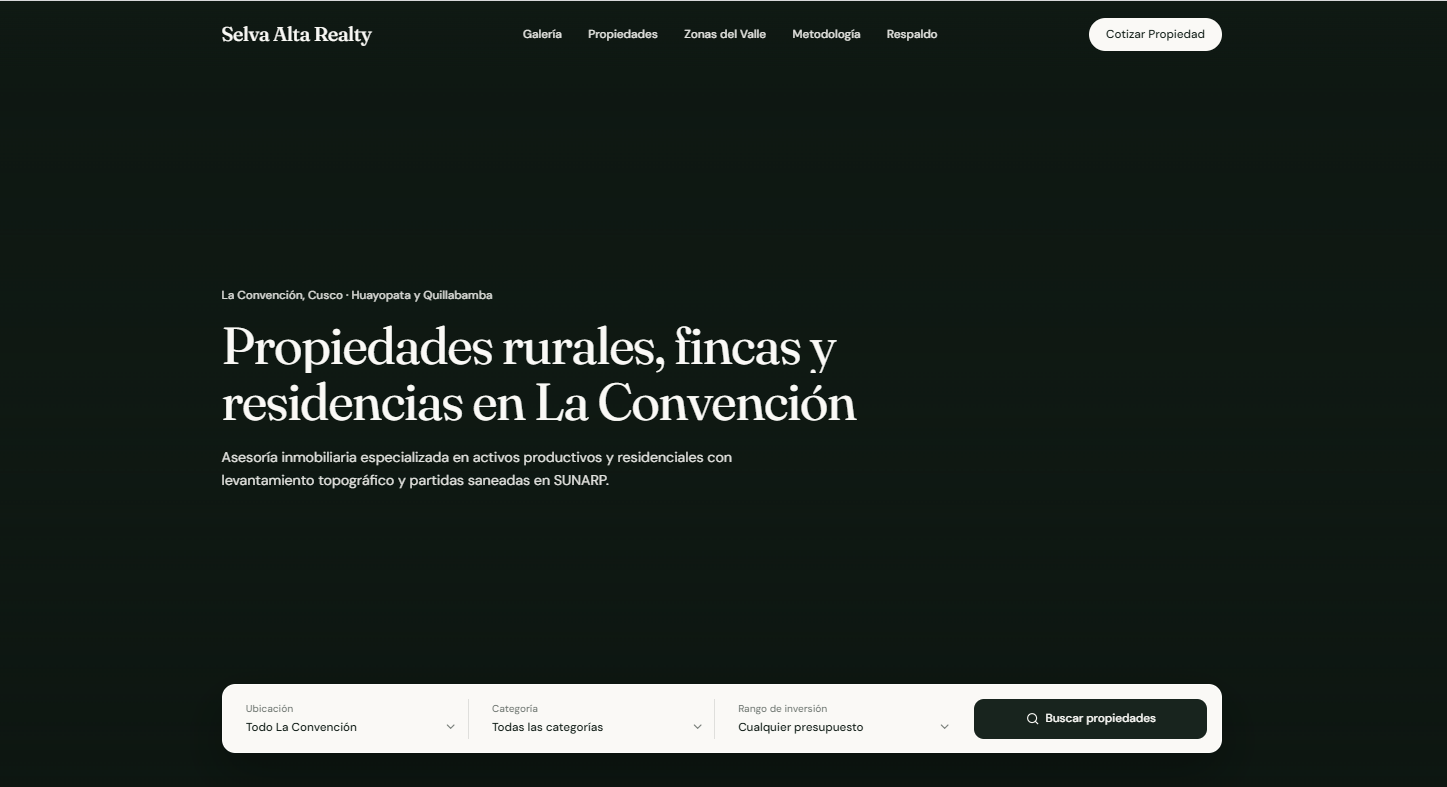 Selva Alta Realty
Galería
Propiedades
Zonas del Valle
Metodología
Respaldo
Cotizar Propiedad
La Convención, Cusco · Huayopata y Quillabamba
Propiedades rurales, fincas y
residencias en La Convención
Asesoría inmobiliaria especializada en activos productivos y residenciales con
levantamiento topográfico y partidas saneadas en SUNARP.
Ubicación
Todo La Convención
Categoría
Todas las categorías
Rango de inversión
Cualquier presupuesto
Buscar propiedades